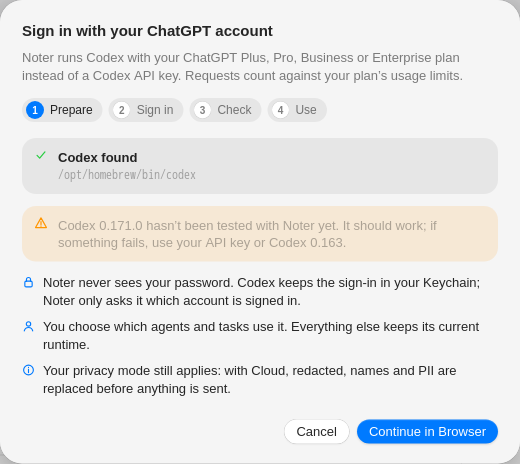 Sign in with your ChatGPT account
Noter runs Codex with your ChatGPT Plus, Pro, Business or Enterprise plan
instead of a Codex API key. Requests count against your plan’s usage limits.
1 Prepare 2 Sign in 3 Check 4 Use
Codex found
/opt/homebrew/bin/codex
Codex 0.171.0 hasn’t been tested with Noter yet. It should work; if
something fails, use your API key or Codex 0.163.
Noter never sees your password. Codex keeps the sign-in in your Keychain;
Noter only asks it which account is signed in.
You choose which agents and tasks use it. Everything else keeps its current
runtime.
Your privacy mode still applies: with Cloud, redacted, names and PII are
replaced before anything is sent.
Cancel Continue in Browser